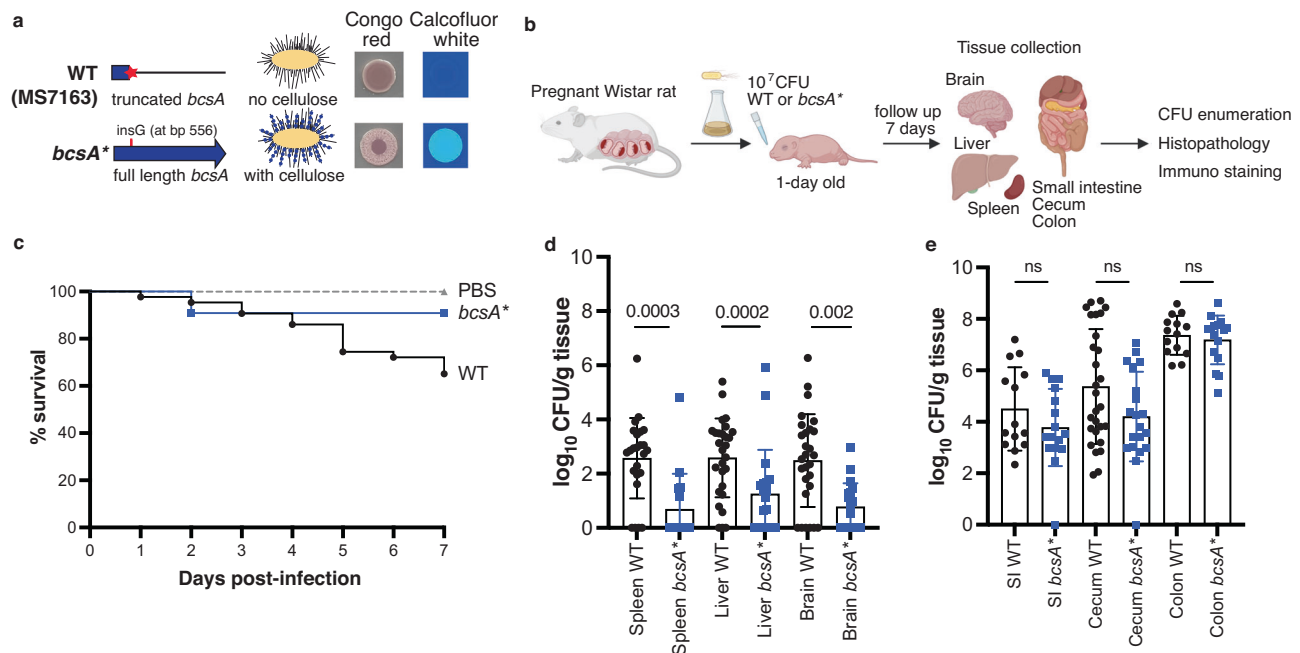 a
Congo red
Calcofluor white
WT
(MS7163)
truncated bcsA
no cellulose
insG (at bp 556)
bcsA*
full length bcsA
with cellulose
b
Pregnant Wistar rat
10⁷CFU
WT or bcsA*
1-day old
follow up
7 days
Tissue collection
Brain
Liver
Spleen
Small intestine
Cecum
Colon
CFU enumeration
Histopathology
Immuno staining
c
% survival
100
80
60
40
20
0
0 1 2 3 4 5 6 7
Days post-infection
PBS
bcsA*
WT
d
log₁₀ CFU/g tissue
10
8
6
4
2
0
0.0003
0.0002
0.002
Spleen WT
Spleen bcsA*
Liver WT
Liver bcsA*
Brain WT
Brain bcsA*
e
log₁₀ CFU/g tissue
10
8
6
4
2
0
ns
ns
ns
SI WT
SI bcsA*
Cecum WT
Cecum bcsA*
Colon WT
Colon bcsA*